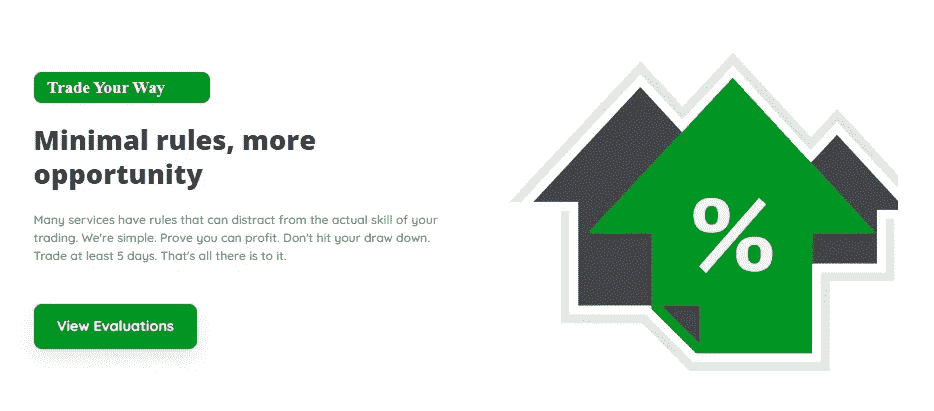 Trade Your Way
Minimal rules, more
opportunity
Many services have rules that can distract from the actual skill of your
trading. We're simple. Prove you can profit. Don't hit your draw down.
Trade at least 5 days. That's all there is to it.
View Evaluations
%